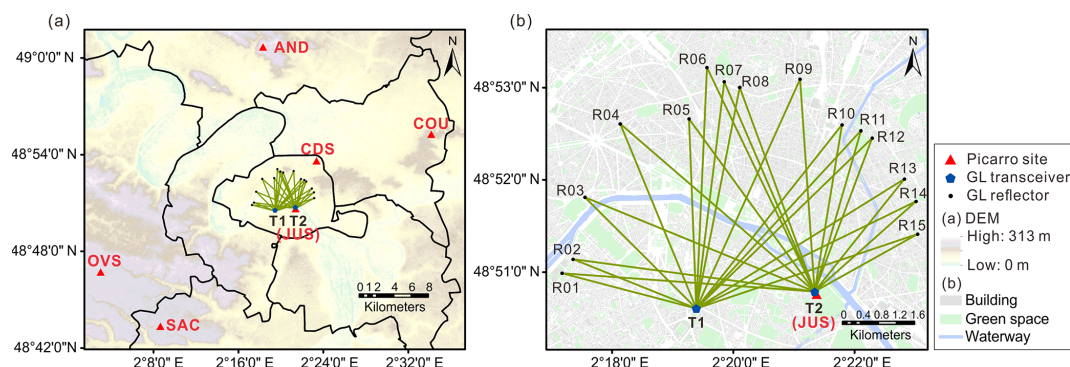 (a)
(b)
N
AND
COU
CDS
T1 T2
(JUS)
OVS
SAC
0 1 2 4 6 8
Kilometers
49°0'0" N
48°54'0" N
48°48'0" N
48°42'0" N
2°8'0" E
2°16'0" E
2°24'0" E
2°32'0" E
N
R06
R07
R08
R09
R04
R05
R10
R11
R12
R13
R03
R14
R15
R02
R01
T1
T2
(JUS)
0 0.4 0.8 1.2 1.6
Kilometers
48°53'0" N
48°52'0" N
48°51'0" N
2°18'0" E
2°20'0" E
2°22'0" E
Picarro site
GL transceiver
GL reflector
(a) DEM
High: 313 m
Low: 0 m
(b)
Building
Green space
Waterway